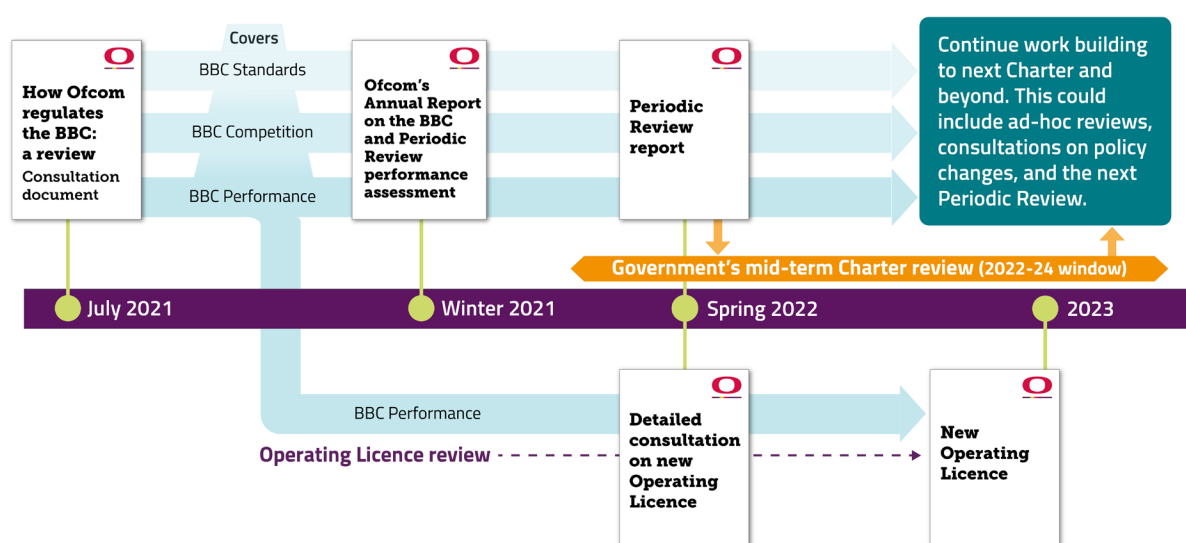 Covers
BBC Standards
BBC Competition
BBC Performance
How Ofcom
regulates
the BBC:
a review
Consultation
document
Ofcom's
Annual Report
on the BBC
and Periodic
Review
performance
assessment
Periodic
Review
report
Continue work building
to next Charter and
beyond. This could
include ad-hoc reviews,
consultations on policy
changes, and the next
Periodic Review.
Government's mid-term Charter review (2022-24 window)
July 2021
Winter 2021
Spring 2022
2023
BBC Performance
Operating Licence review
Detailed
consultation
on new
Operating
Licence
New
Operating
Licence